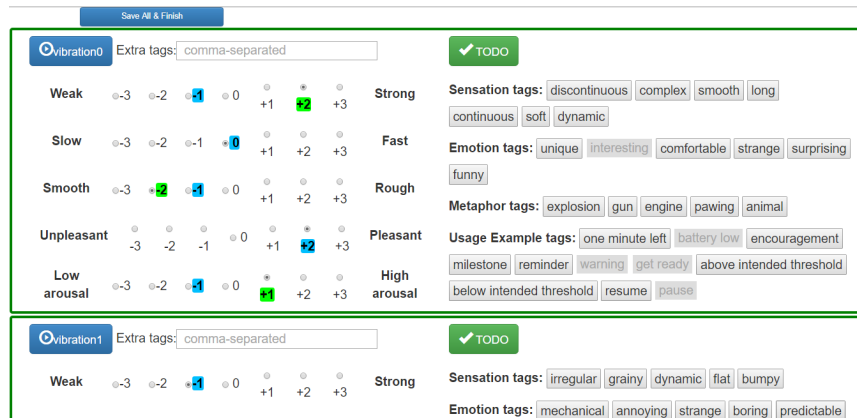 Save All & Finish
vibration0 Extra tags: comma-separated
TODO
Weak -3 -2 -1 0 +1 +2 +3 Strong
Slow -3 -2 -1 0 +1 +2 +3 Fast
Smooth -3 -2 -1 0 +1 +2 +3 Rough
Unpleasant -3 -2 -1 0 +1 +2 +3 Pleasant
Low arousal -3 -2 -1 0 +1 +2 +3 High arousal
Sensation tags: discontinuous complex smooth long
continuous soft dynamic
Emotion tags: unique interesting comfortable strange surprising
funny
Metaphor tags: explosion gun engine pawing animal
Usage Example tags: one minute left battery low encouragement
milestone reminder warning get ready above intended threshold
below intended threshold resume pause
vibration1 Extra tags: comma-separated
TODO
Weak -3 -2 -1 0 +1 +2 +3 Strong
Sensation tags: irregular grainy dynamic flat bumpy
Emotion tags: mechanical annoying strange boring predictable